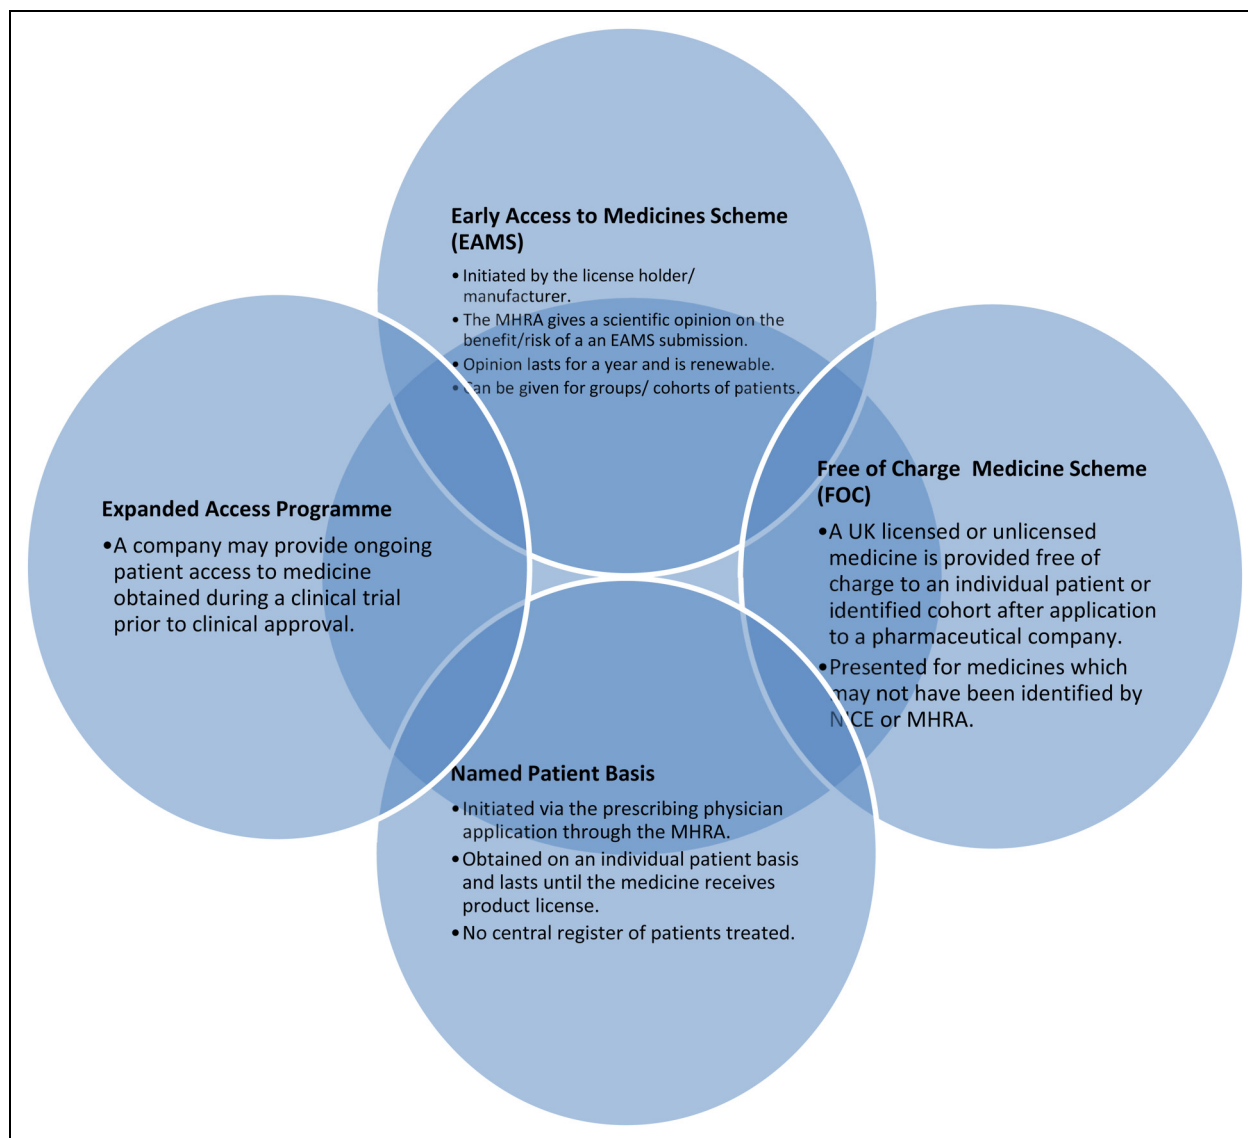 Early Access to Medicines Scheme
(EAMS)
•Initiated by the license holder/
manufacturer.
•The MHRA gives a scientific opinion on the
benefit/risk of a an EAMS submission.
•Opinion lasts for a year and is renewable.
•Can be given for groups/ cohorts of patients.
Expanded Access Programme
•A company may provide ongoing
patient access to medicine
obtained during a clinical trial
prior to clinical approval.
Free of Charge  Medicine Scheme
(FOC)
•A UK licensed or unlicensed
medicine is provided free of
charge to an individual patient or
identified cohort after application
to a pharmaceutical company.
•Presented for medicines which
may not have been identified by
NICE or MHRA.
Named Patient Basis
•Initiated via the prescribing physician
application through the MHRA.
•Obtained on an individual patient basis
and lasts until the medicine receives
product license.
•No central register of patients treated.